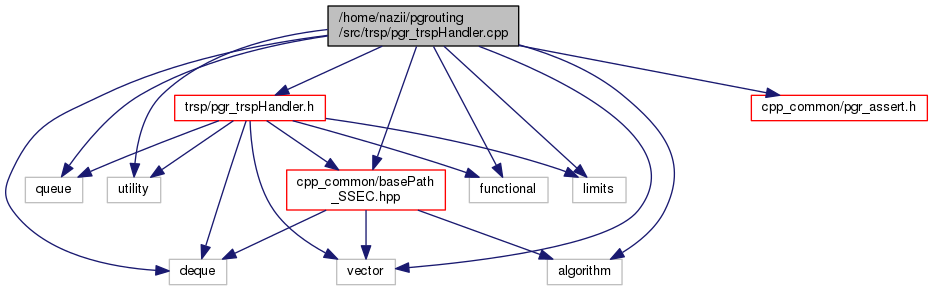 /home/nazii/pgrouting
/src/trsp/pgr_trspHandler.cpp
trsp/pgr_trspHandler.h
cpp_common/pgr_assert.h
queue
utility
cpp_common/basePath
_SSEC.hpp
functional
limits
deque
vector
algorithm